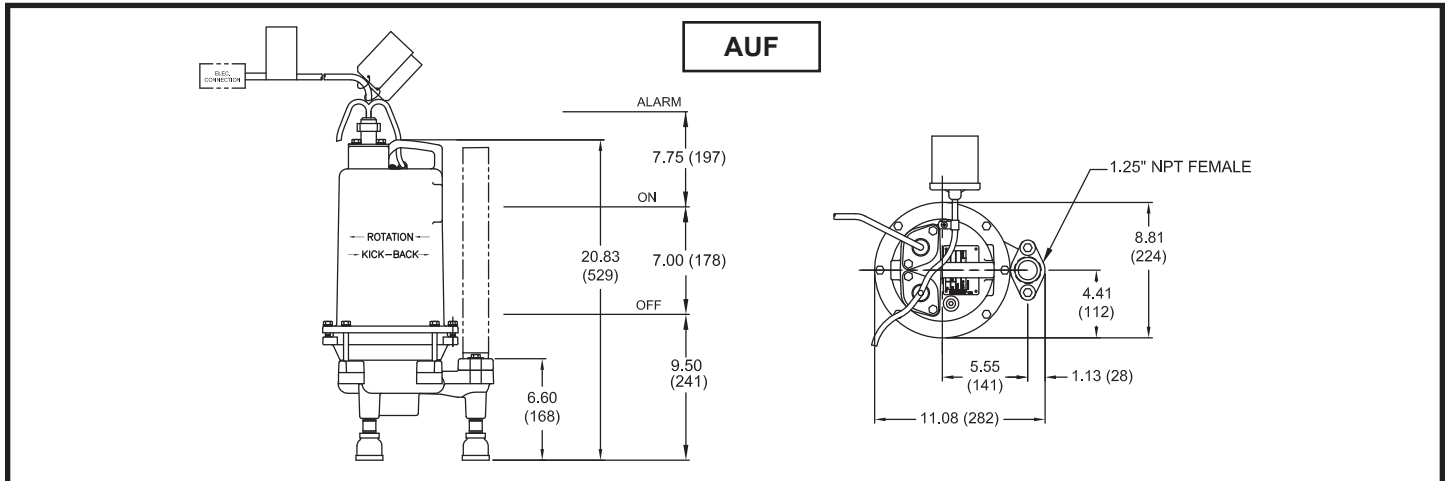 AUF
ELEC.
CONNECTION
ALARM
7.75 (197)
ON
ROTATION
KICK-BACK
20.83
(529)
7.00 (178)
OFF
9.50
(241)
6.60
(168)
1.25" NPT FEMALE
8.81
(224)
4.41
(112)
5.55
(141)
1.13 (28)
11.08 (282)